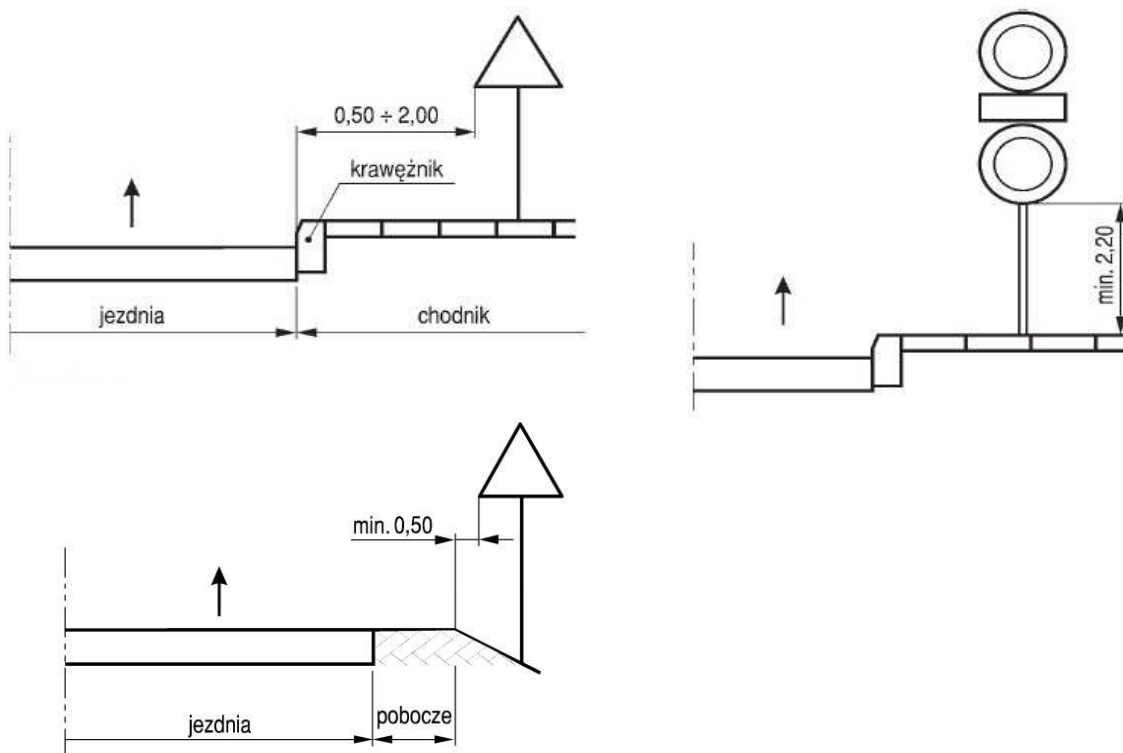 0,50 ÷ 2,00
krawężnik
jezdnia
chodnik
min. 2,20
min. 0,50
jezdnia
pobocze